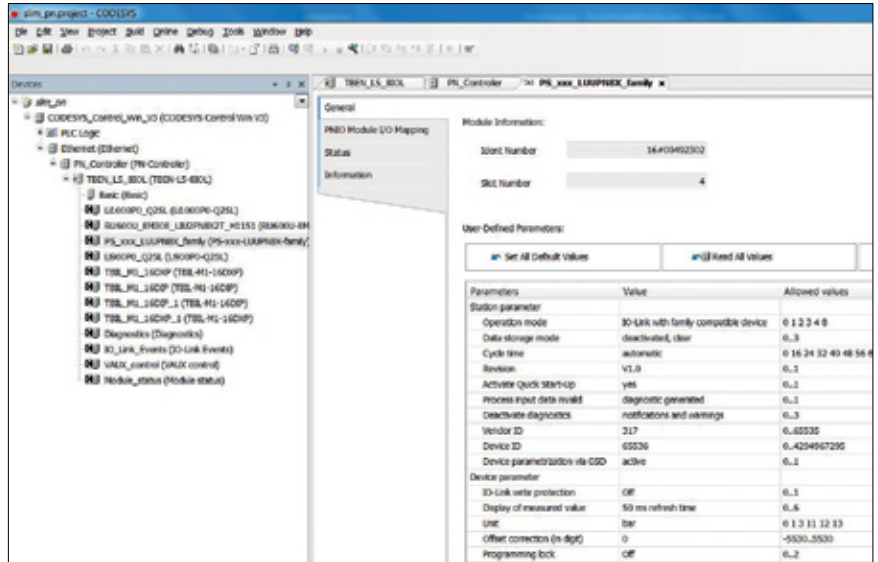 slim_pn.project - CODESYS
File Edit View Project Build Online Debug Tools Window Help
Devices
TBEN_LS_8IOL
PN_Controller
PS_xxx_LUUPN8X_family
slim_pn
CODESYS_Control_Win_V3 (CODESYS Control Win V3)
PLC Logic
Ethernet (Ethernet)
PN_Controller (PN-Controller)
TBEN_LS_8IOL (TBEN-LS-8IOL)
Basic (Basic)
PS_xxx_LUUPN8X_family (PS-xxx-LUUPN8X-family)
TBIL_M1_16DXP (TBIL-M1-16DXP)
TBIL_M1_16DIP (TBIL-M1-16DIP)
TBIL_M1_16DIP_1 (TBIL-M1-16DIP)
TBIL_M1_16DXP_1 (TBIL-M1-16DXP)
Diagnostics (Diagnostics)
IO_Link_Events (IO-Link Events)
VAUX_control (VAUX control)
Module_status (Module status)
General
PNIO Module I/O Mapping
Status
Information
Module Information:
Ident Number 16#00492302
Slot Number 4
User-Defined Parameters:
Set All Default Values Read All Values
Parameters Value Allowed values
Station parameter
Operation mode IO-Link with family compatible device 0 1 2 3 4 8
Data storage mode deactivated, clear 0..3
Cycle time automatic 0 16 24 32 40 48 56
Revision V1.0 0..1
Activate Quick Start-Up yes 0..1
Process input data invalid diagnostic generated 0..1
Deactivate diagnostics notifications and warnings 0..3
Vendor ID 317 0..65535
Device ID 65536 0..4294967295
Device parametrization via GSD active 0..1
Device parameter
IO-Link write protection Off 0..1
Display of measured value 50 ms refresh time 0..6
Unit bar 0 1 3 11 12 13
Offset correction (in digit) 0 -5530..5530
Programming lock Off 0..2